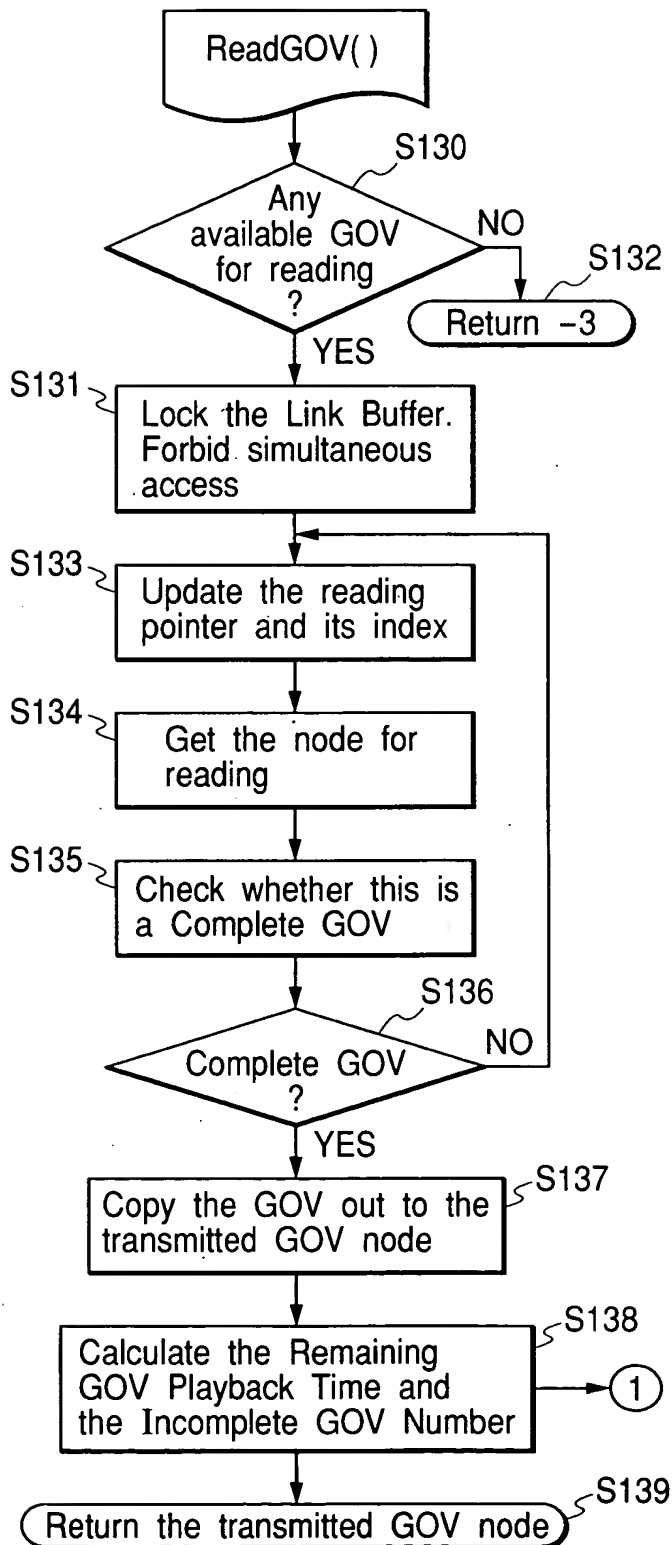 ReadGOV( )
S130
Any
available GOV
for reading
?
NO
S132
Return -3
YES
S131
Lock the Link Buffer.
Forbid simultaneous
access
S133
Update the reading
pointer and its index
S134
Get the node for
reading
S135
Check whether this is
a Complete GOV
S136
Complete GOV
?
NO
YES
S137
Copy the GOV out to the
transmitted GOV node
S138
Calculate the Remaining
GOV Playback Time and
the Incomplete GOV Number
1
S139
Return the transmitted GOV node